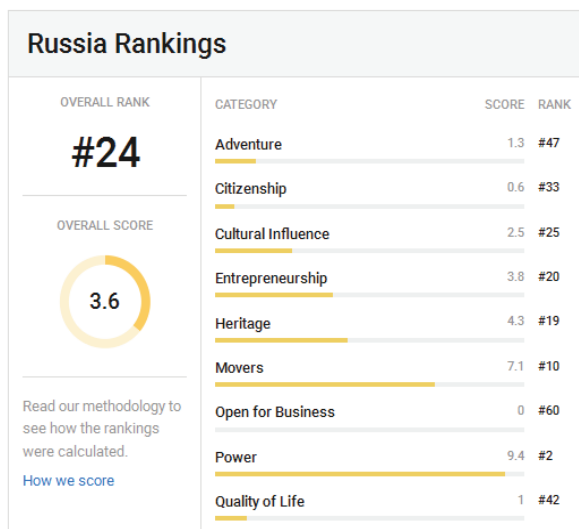 Russia Rankings
OVERALL RANK
#24
OVERALL SCORE
3.6
Read our methodology to
see how the rankings
were calculated.
How we score
CATEGORY SCORE RANK
Adventure 1.3 #47
Citizenship 0.6 #33
Cultural Influence 2.5 #25
Entrepreneurship 3.8 #20
Heritage 4.3 #19
Movers 7.1 #10
Open for Business 0 #60
Power 9.4 #2
Quality of Life 1 #42